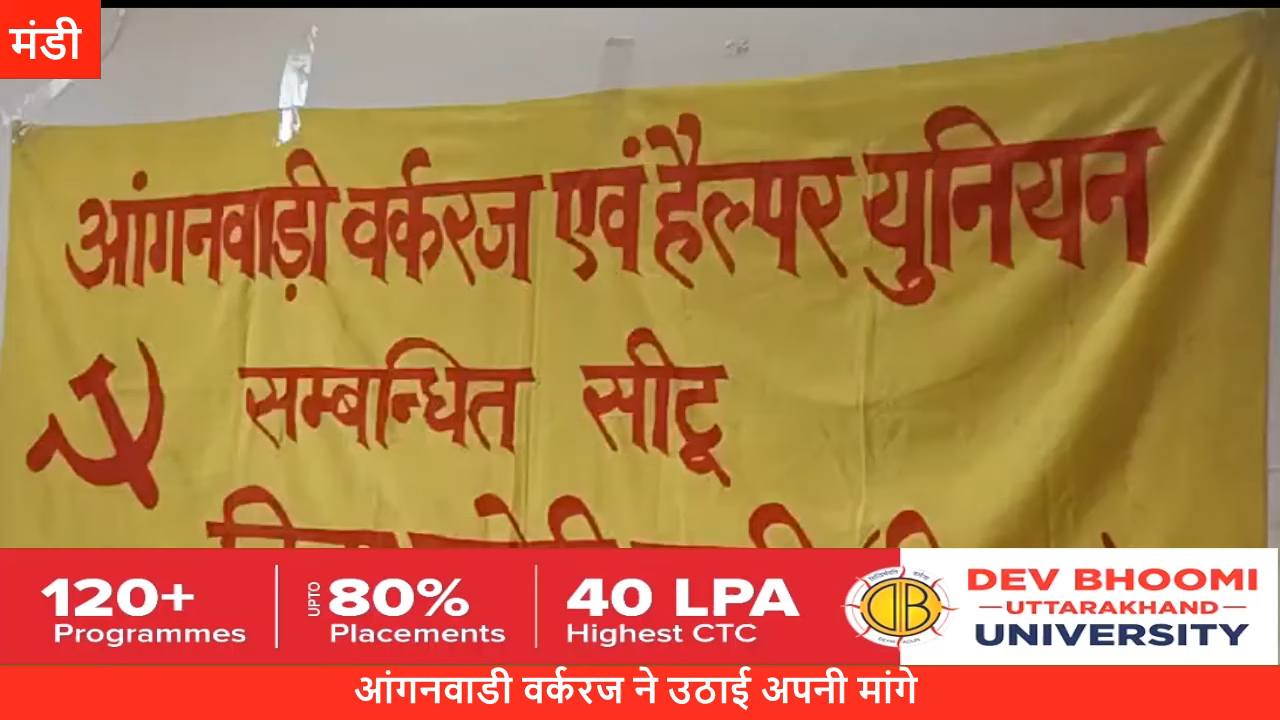 मंडी
आंगनवाड़ी वर्करज एवं हैल्पर युनियन
सम्बन्धित सीटू
120+
Programmes
UPTO 80%
Placements
40 LPA
Highest CTC
DEV BHOOMI
UTTARAKHAND
UNIVERSITY
आंगनवाडी वर्करज ने उठाई अपनी मांगे